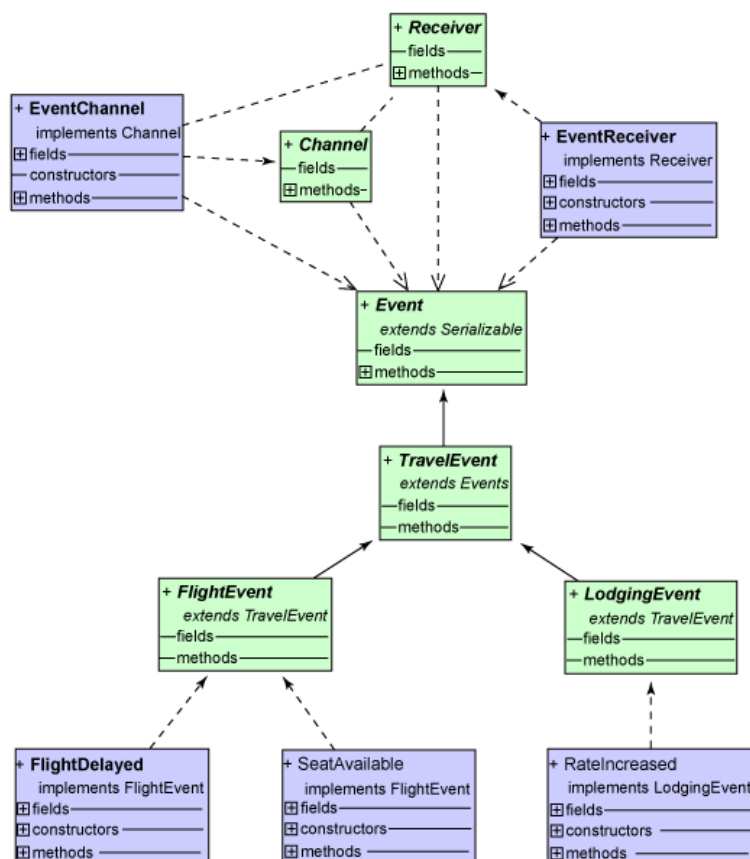 + Receiver
fields
methods
+ EventChannel
implements Channel
fields
constructors
methods
+ Channel
fields
methods
+ EventReceiver
implements Receiver
fields
constructors
methods
+ Event
extends Serializable
fields
methods
+ TravelEvent
extends Events
fields
methods
+ FlightEvent
extends TravelEvent
fields
methods
+ LodgingEvent
extends TravelEvent
fields
methods
+ FlightDelayed
implements FlightEvent
fields
constructors
methods
+ SeatAvailable
implements FlightEvent
fields
constructors
methods
+ RateIncreased
implements LodgingEvent
fields
constructors
methods